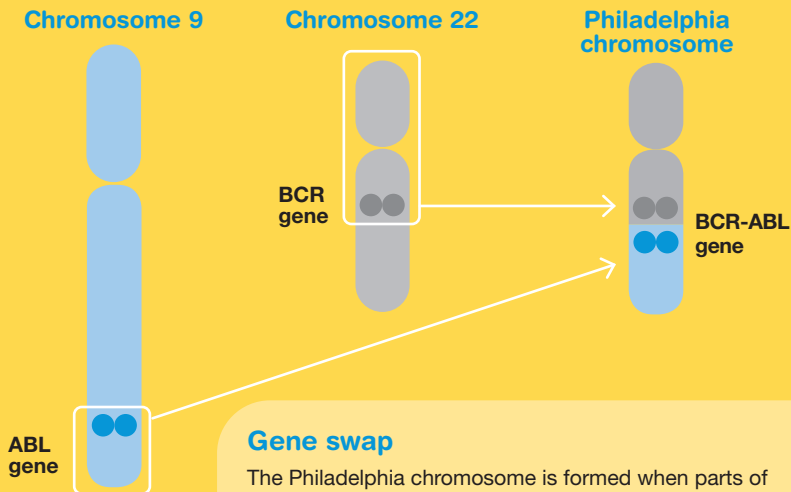 Chromosome 9
Chromosome 22
Philadelphia
chromosome
BCR
gene
BCR-ABL
gene
ABL
gene
Gene swap
The Philadelphia chromosome is formed when parts of